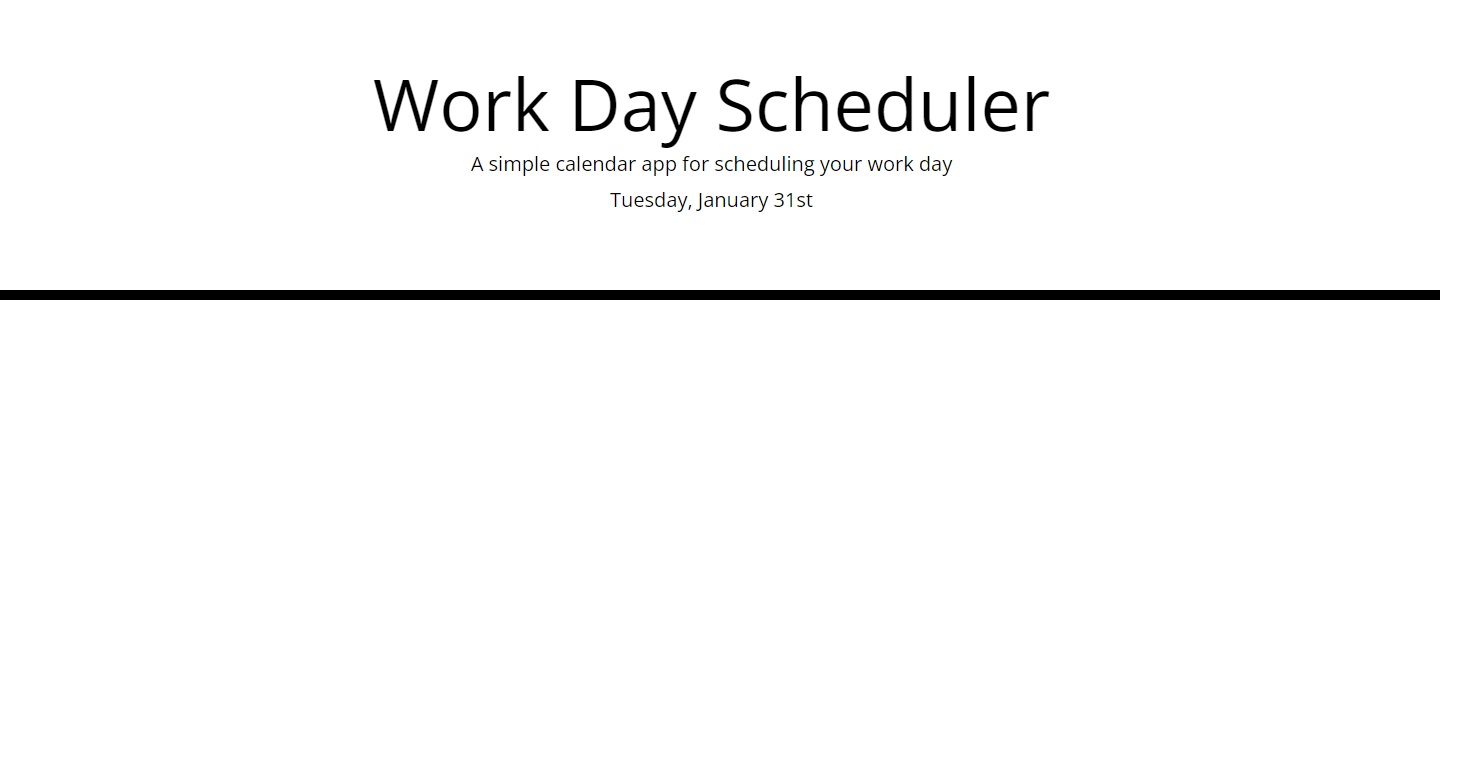 Work Day Scheduler
A simple calendar app for scheduling your work day
Tuesday, January 31st